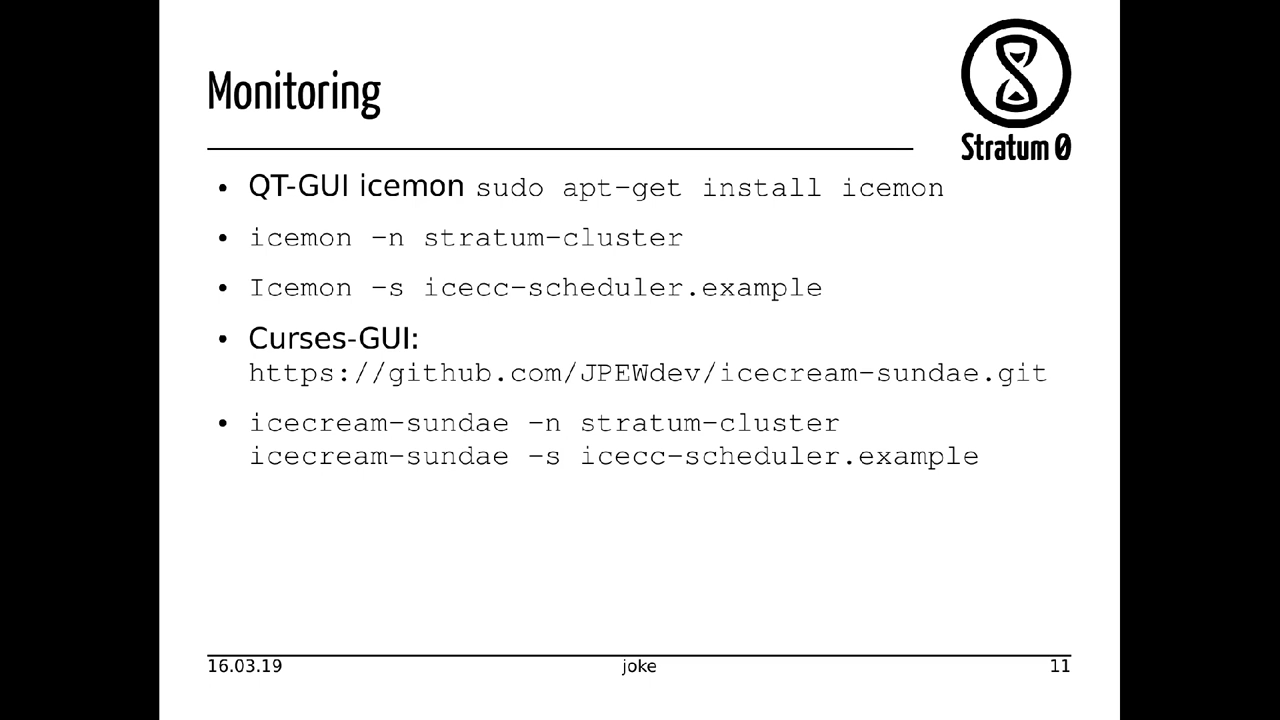 Monitoring
Stratum 0
• QT-GUI icemon sudo apt-get install icemon
• icemon -n stratum-cluster
• Icemon -s icecc-scheduler.example
• Curses-GUI:
https://github.com/JPEWdev/icecream-sundae.git
• icecream-sundae -n stratum-cluster
icecream-sundae -s icecc-scheduler.example
16.03.19
joke
11